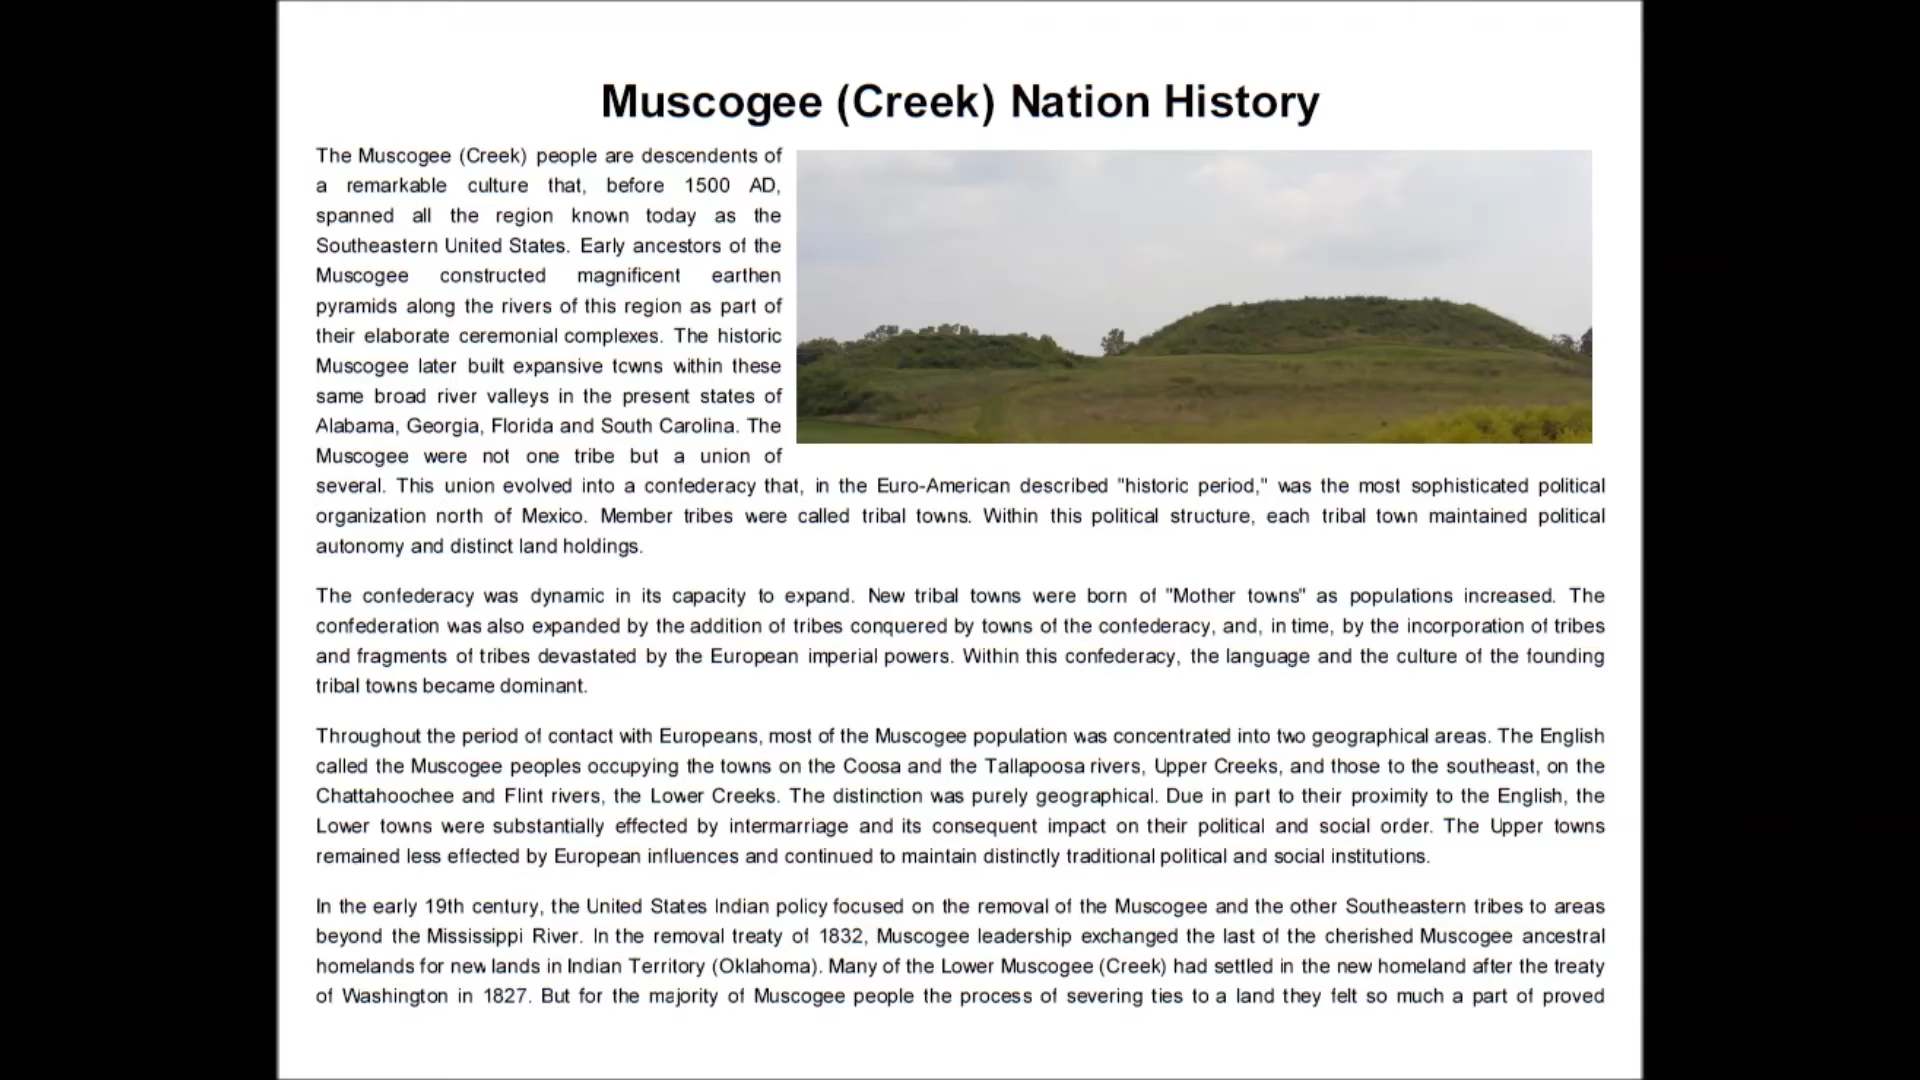 Muscogee (Creek) Nation History
The Muscogee (Creek) people are descendents of
a remarkable culture that, before 1500 AD,
spanned all the region known today as the
Southeastern United States. Early ancestors of the
Muscogee constructed magnificent earthen
pyramids along the rivers of this region as part of
their elaborate ceremonial complexes. The historic
Muscogee later built expansive towns within these
same broad river valleys in the present states of
Alabama, Georgia, Florida and South Carolina. The
Muscogee were not one tribe but a union of
several. This union evolved into a confederacy that, in the Euro-American described "historic period," was the most sophisticated political
organization north of Mexico. Member tribes were called tribal towns. Within this political structure, each tribal town maintained political
autonomy and distinct land holdings.
The confederacy was dynamic in its capacity to expand. New tribal towns were born of "Mother towns" as populations increased. The
confederation was also expanded by the addition of tribes conquered by towns of the confederacy, and, in time, by the incorporation of tribes
and fragments of tribes devastated by the European imperial powers. Within this confederacy, the language and the culture of the founding
tribal towns became dominant.
Throughout the period of contact with Europeans, most of the Muscogee population was concentrated into two geographical areas. The English
called the Muscogee peoples occupying the towns on the Coosa and the Tallapoosa rivers, Upper Creeks, and those to the southeast, on the
Chattahoochee and Flint rivers, the Lower Creeks. The distinction was purely geographical. Due in part to their proximity to the English, the
Lower towns were substantially effected by intermarriage and its consequent impact on their political and social order. The Upper towns
remained less effected by European influences and continued to maintain distinctly traditional political and social institutions.
In the early 19th century, the United States Indian policy focused on the removal of the Muscogee and the other Southeastern tribes to areas
beyond the Mississippi River. In the removal treaty of 1832, Muscogee leadership exchanged the last of the cherished Muscogee ancestral
homelands for new lands in Indian Territory (Oklahoma). Many of the Lower Muscogee (Creek) had settled in the new homeland after the treaty
of Washington in 1827. But for the majority of Muscogee people the process of severing ties to a land they felt so much a part of proved